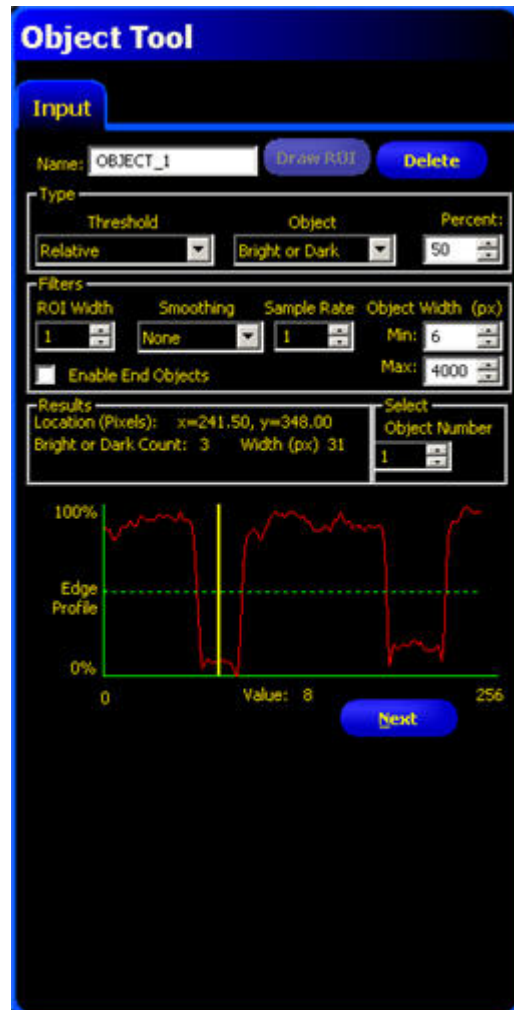 Object Tool
Input
Name: OBJECT_1 Draw ROI Delete
Type
Threshold Object Percent:
Relative Bright or Dark 50
Filters
ROI Width Smoothing Sample Rate Object Width (px)
1 None 1 Min: 6
Enable End Objects Max: 4000
Results Select
Location (Pixels): x=241.50, y=348.00 Object Number
Bright or Dark Count: 3 Width (px) 31 1
100%
Edge
Profile
0%
0 Value: 8 256
Next